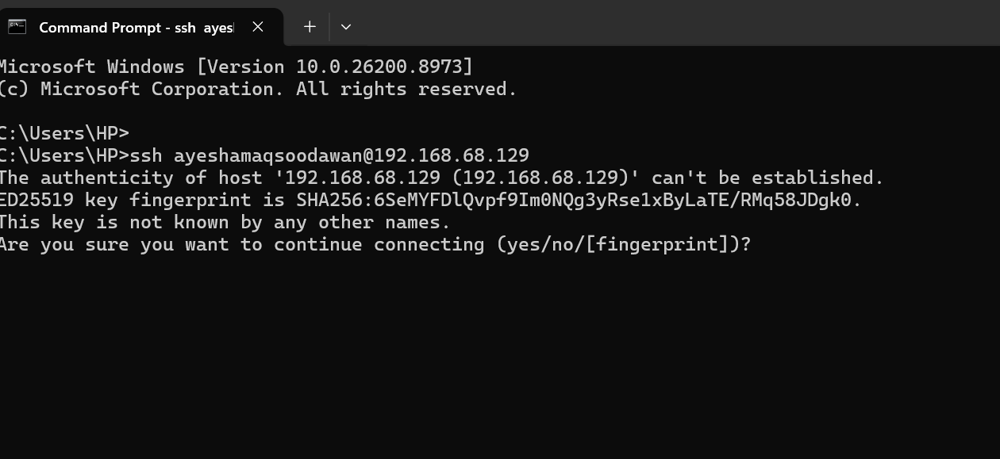 Command Prompt - ssh ayes
Microsoft Windows [Version 10.0.26200.8973]
(c) Microsoft Corporation. All rights reserved.
C:\Users\HP>
C:\Users\HP>ssh ayeshamaqsoodawan@192.168.68.129
The authenticity of host '192.168.68.129 (192.168.68.129)' can't be established.
ED25519 key fingerprint is SHA256:6SeMYFDlQvpf9Im0NQg3yRse1xByLaTE/RMq58JDgk0.
This key is not known by any other names.
Are you sure you want to continue connecting (yes/no/[fingerprint])?